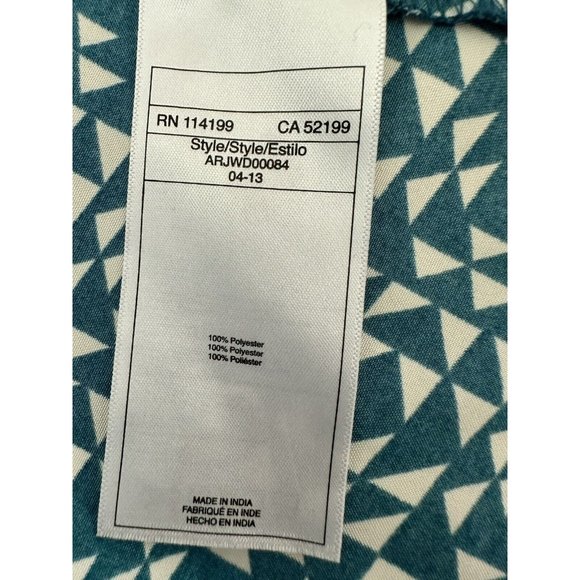 RN 114199 CA 52199
Style/Style/Estilo
ARJWD00084
04-13
100% Polyester
100% Polyester
100% Poliéster
MADE IN INDIA
FABRIQUÉ EN INDE
HECHO EN INDIA